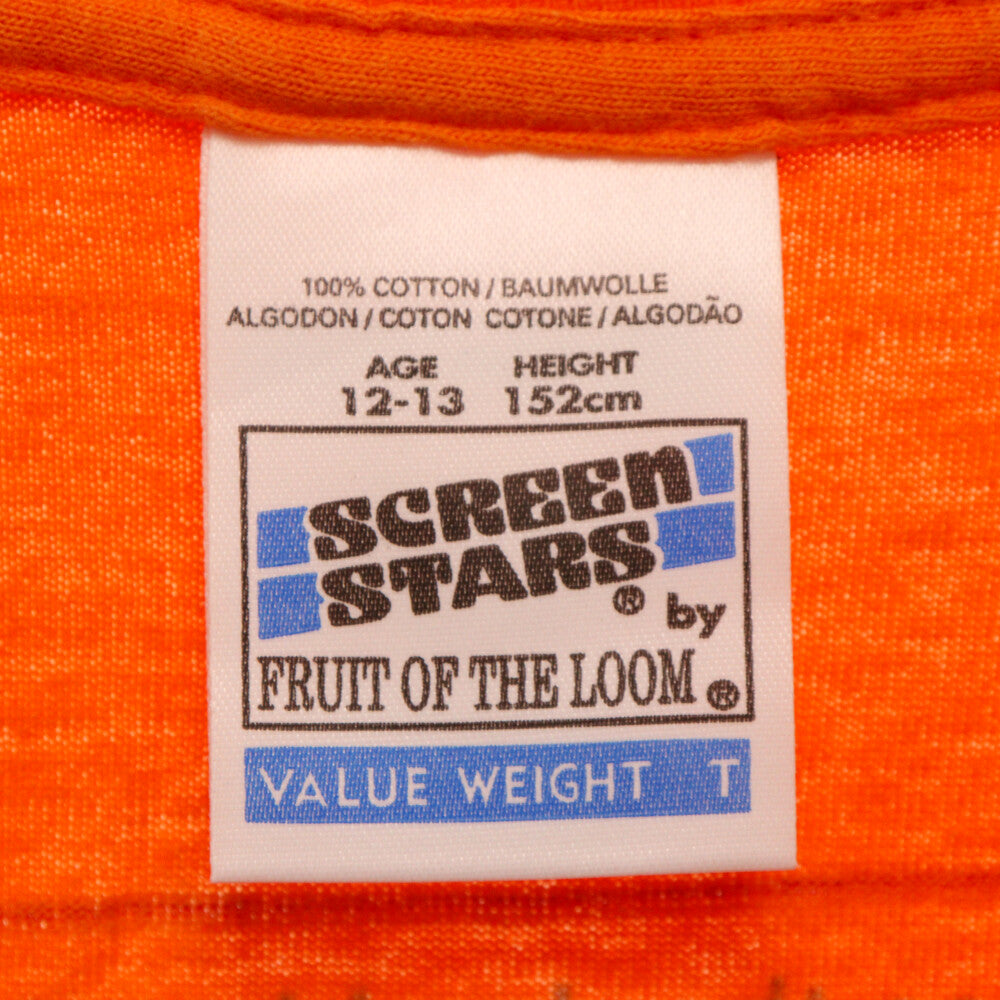 100% COTTON / BAUMWOLLE
ALGODON / COTON COTONE / ALGODÃO
AGE HEIGHT
12-13 152cm
SCREEN
STARS® by
FRUIT OF THE LOOM®
VALUE WEIGHT T